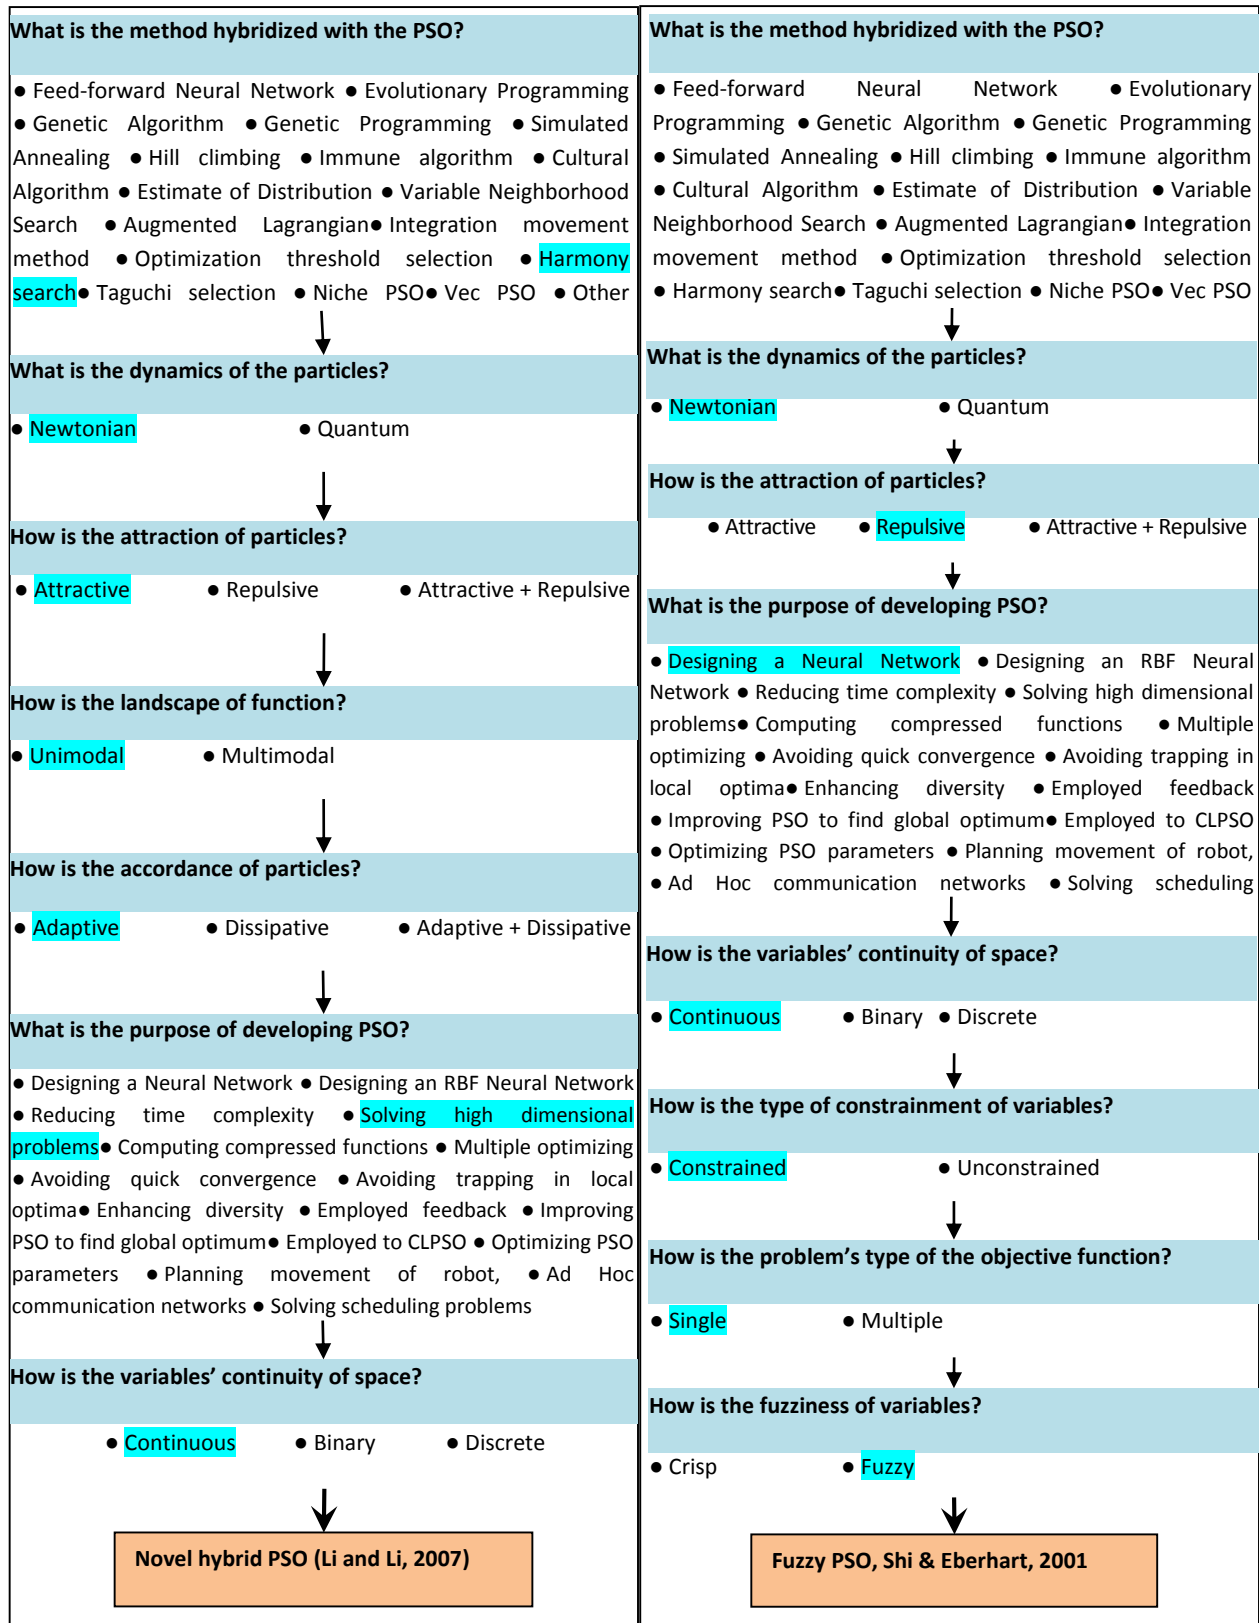 What is the method hybridized with the PSO?
● Feed-forward Neural Network ● Evolutionary Programming
● Genetic Algorithm ● Genetic Programming ● Simulated
Annealing ● Hill climbing ● Immune algorithm ● Cultural
Algorithm ● Estimate of Distribution ● Variable Neighborhood
Search ● Augmented Lagrangian● Integration movement
method ● Optimization threshold selection ● Harmony
search● Taguchi selection ● Niche PSO● Vec PSO ● Other
What is the dynamics of the particles?
● Newtonian ● Quantum
How is the attraction of particles?
● Attractive ● Repulsive ● Attractive + Repulsive
How is the landscape of function?
● Unimodal ● Multimodal
How is the accordance of particles?
● Adaptive ● Dissipative ● Adaptive + Dissipative
What is the purpose of developing PSO?
● Designing a Neural Network ● Designing an RBF Neural Network
● Reducing time complexity ● Solving high dimensional
problems● Computing compressed functions ● Multiple optimizing
● Avoiding quick convergence ● Avoiding trapping in local
optima● Enhancing diversity ● Employed feedback ● Improving
PSO to find global optimum● Employed to CLPSO ● Optimizing PSO
parameters ● Planning movement of robot, ● Ad Hoc
communication networks ● Solving scheduling problems
How is the variables’ continuity of space?
● Continuous ● Binary ● Discrete
Novel hybrid PSO (Li and Li, 2007)
What is the method hybridized with the PSO?
● Feed-forward Neural Network ● Evolutionary
Programming ● Genetic Algorithm ● Genetic Programming
● Simulated Annealing ● Hill climbing ● Immune algorithm
● Cultural Algorithm ● Estimate of Distribution ● Variable
Neighborhood Search ● Augmented Lagrangian● Integration
movement method ● Optimization threshold selection
● Harmony search● Taguchi selection ● Niche PSO● Vec PSO
What is the dynamics of the particles?
● Newtonian ● Quantum
How is the attraction of particles?
● Attractive ● Repulsive ● Attractive + Repulsive
What is the purpose of developing PSO?
● Designing a Neural Network ● Designing an RBF Neural
Network ● Reducing time complexity ● Solving high dimensional
problems● Computing compressed functions ● Multiple
optimizing ● Avoiding quick convergence ● Avoiding trapping in
local optima● Enhancing diversity ● Employed feedback
● Improving PSO to find global optimum● Employed to CLPSO
● Optimizing PSO parameters ● Planning movement of robot,
● Ad Hoc communication networks ● Solving scheduling
How is the variables’ continuity of space?
● Continuous ● Binary ● Discrete
How is the type of constrainment of variables?
● Constrained ● Unconstrained
How is the problem’s type of the objective function?
● Single ● Multiple
How is the fuzziness of variables?
● Crisp ● Fuzzy
Fuzzy PSO, Shi & Eberhart, 2001